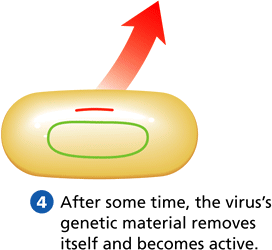 4 After some time, the virus's
genetic material removes
itself and becomes active.